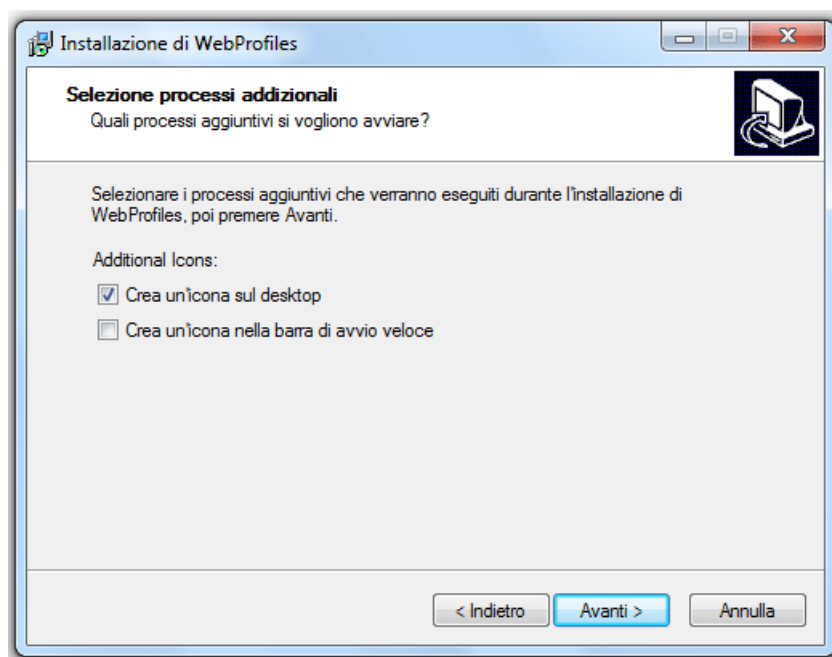 Installazione di WebProfiles
Selezione processi addizionali
Quali processi aggiuntivi si vogliono avviare?
Selezionare i processi aggiuntivi che verranno eseguiti durante l'installazione di
WebProfiles, poi premere Avanti.
Additional Icons:
Crea un'icona sul desktop
Crea un'icona nella barra di avvio veloce
< Indietro
Avanti >
Annulla